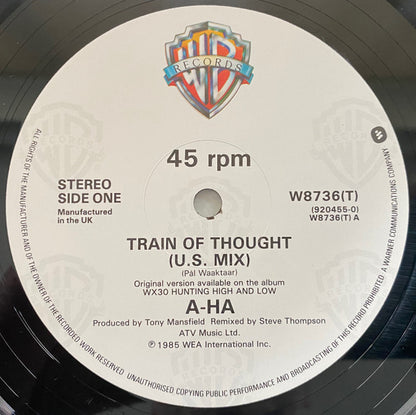 WB
RECORDS
45 rpm
STEREO
SIDE ONE
Manufactured
in the UK
W8736(T)
(920455-0)
W8736(T) A
TRAIN OF THOUGHT
(U.S. MIX)
(Pål Waaktaar)
Original version available on the album
WX30 HUNTING HIGH AND LOW
A-HA
Produced by Tony Mansfield Remixed by Steve Thompson
ATV Music Ltd.
℗ 1985 WEA International Inc.
ALL RIGHTS OF THE MANUFACTURER AND OF THE OWNER OF THE RECORDED WORK RESERVED UNAUTHORISED COPYING PUBLIC PERFORMANCE AND BROADCASTING OF THIS RECORD PROHIBITED. A WARNER COMMUNICATIONS COMPANY